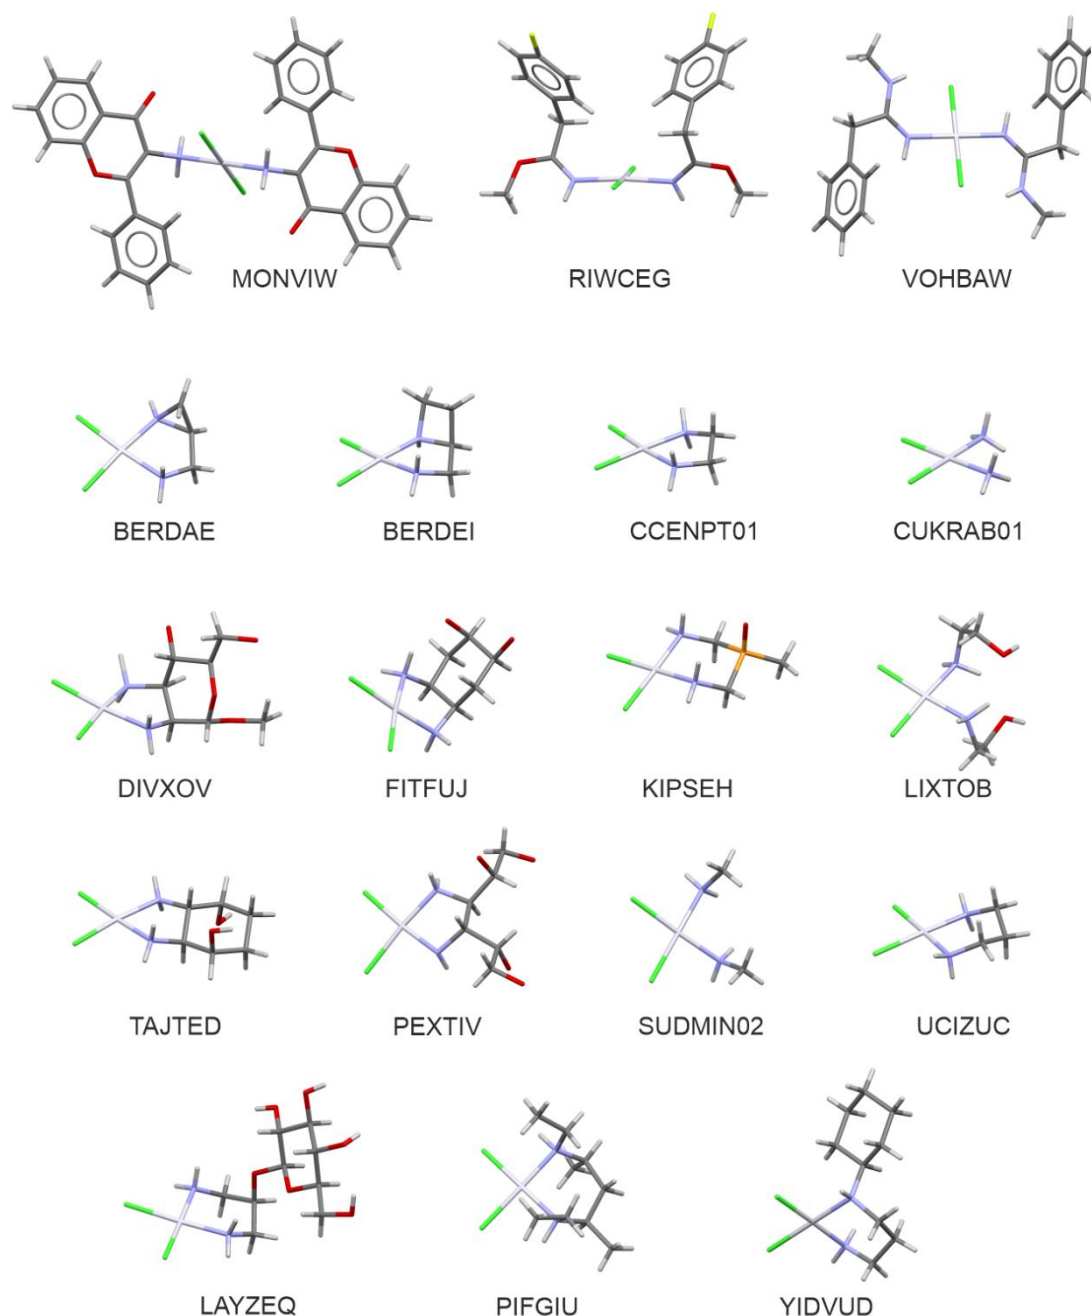 MONVIW RIWCEG VOHBAW
BERDAE BERDEI CCENPT01 CUKRAB01
DIVXOV FITFUJ KIPSEH LIXTOB
TAJTED PEXTIV SUDMIN02 UCIZUC
LAYZEQ PIFGIU YIDVUD